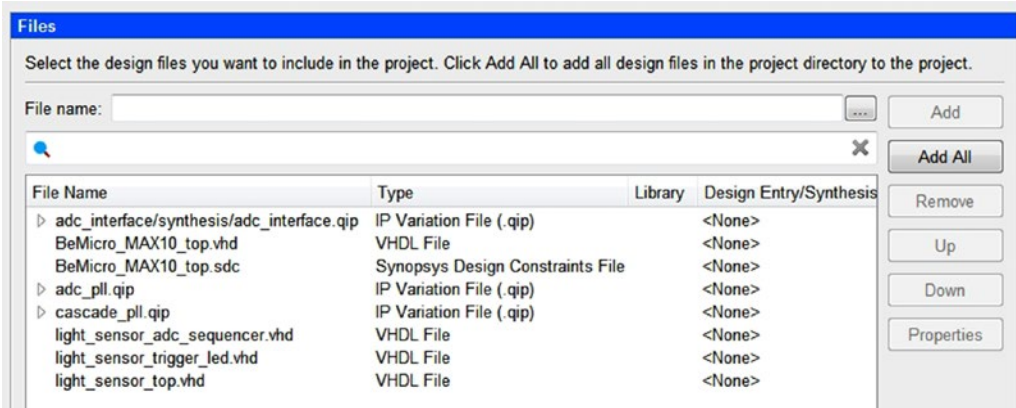 Files
Select the design files you want to include in the project. Click Add All to add all design files in the project directory to the project.
File name: ... Add
Add All
File Name Type Library Design Entry/Synthesis
Remove
adc_interface/synthesis/adc_interface.qip IP Variation File (.qip) <None>
BeMicro_MAX10_top.vhd VHDL File <None>
Up
BeMicro_MAX10_top.sdc Synopsys Design Constraints File <None>
adc_pll.qip IP Variation File (.qip) <None>
Down
cascade_pll.qip IP Variation File (.qip) <None>
light_sensor_adc_sequencer.vhd VHDL File <None>
Properties
light_sensor_trigger_led.vhd VHDL File <None>
light_sensor_top.vhd VHDL File <None>